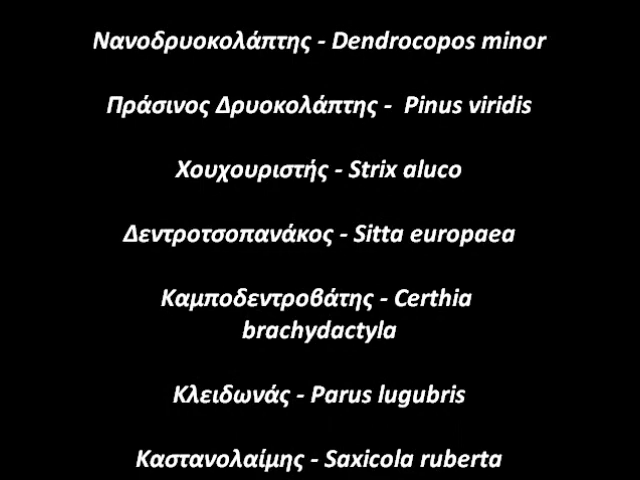 Νανοδρυοκολάπτης - Dendrocopos minor
Πράσινος Δρυοκολάπτης - Pinus viridis
Χουχουριστής - Strix aluco
Δεντροτσοπανάκος - Sitta europaea
Καμποδεντροβάτης - Certhia
brachydactyla
Κλειδωνάς - Parus lugubris
Καστανολαίμης - Saxicola ruberta